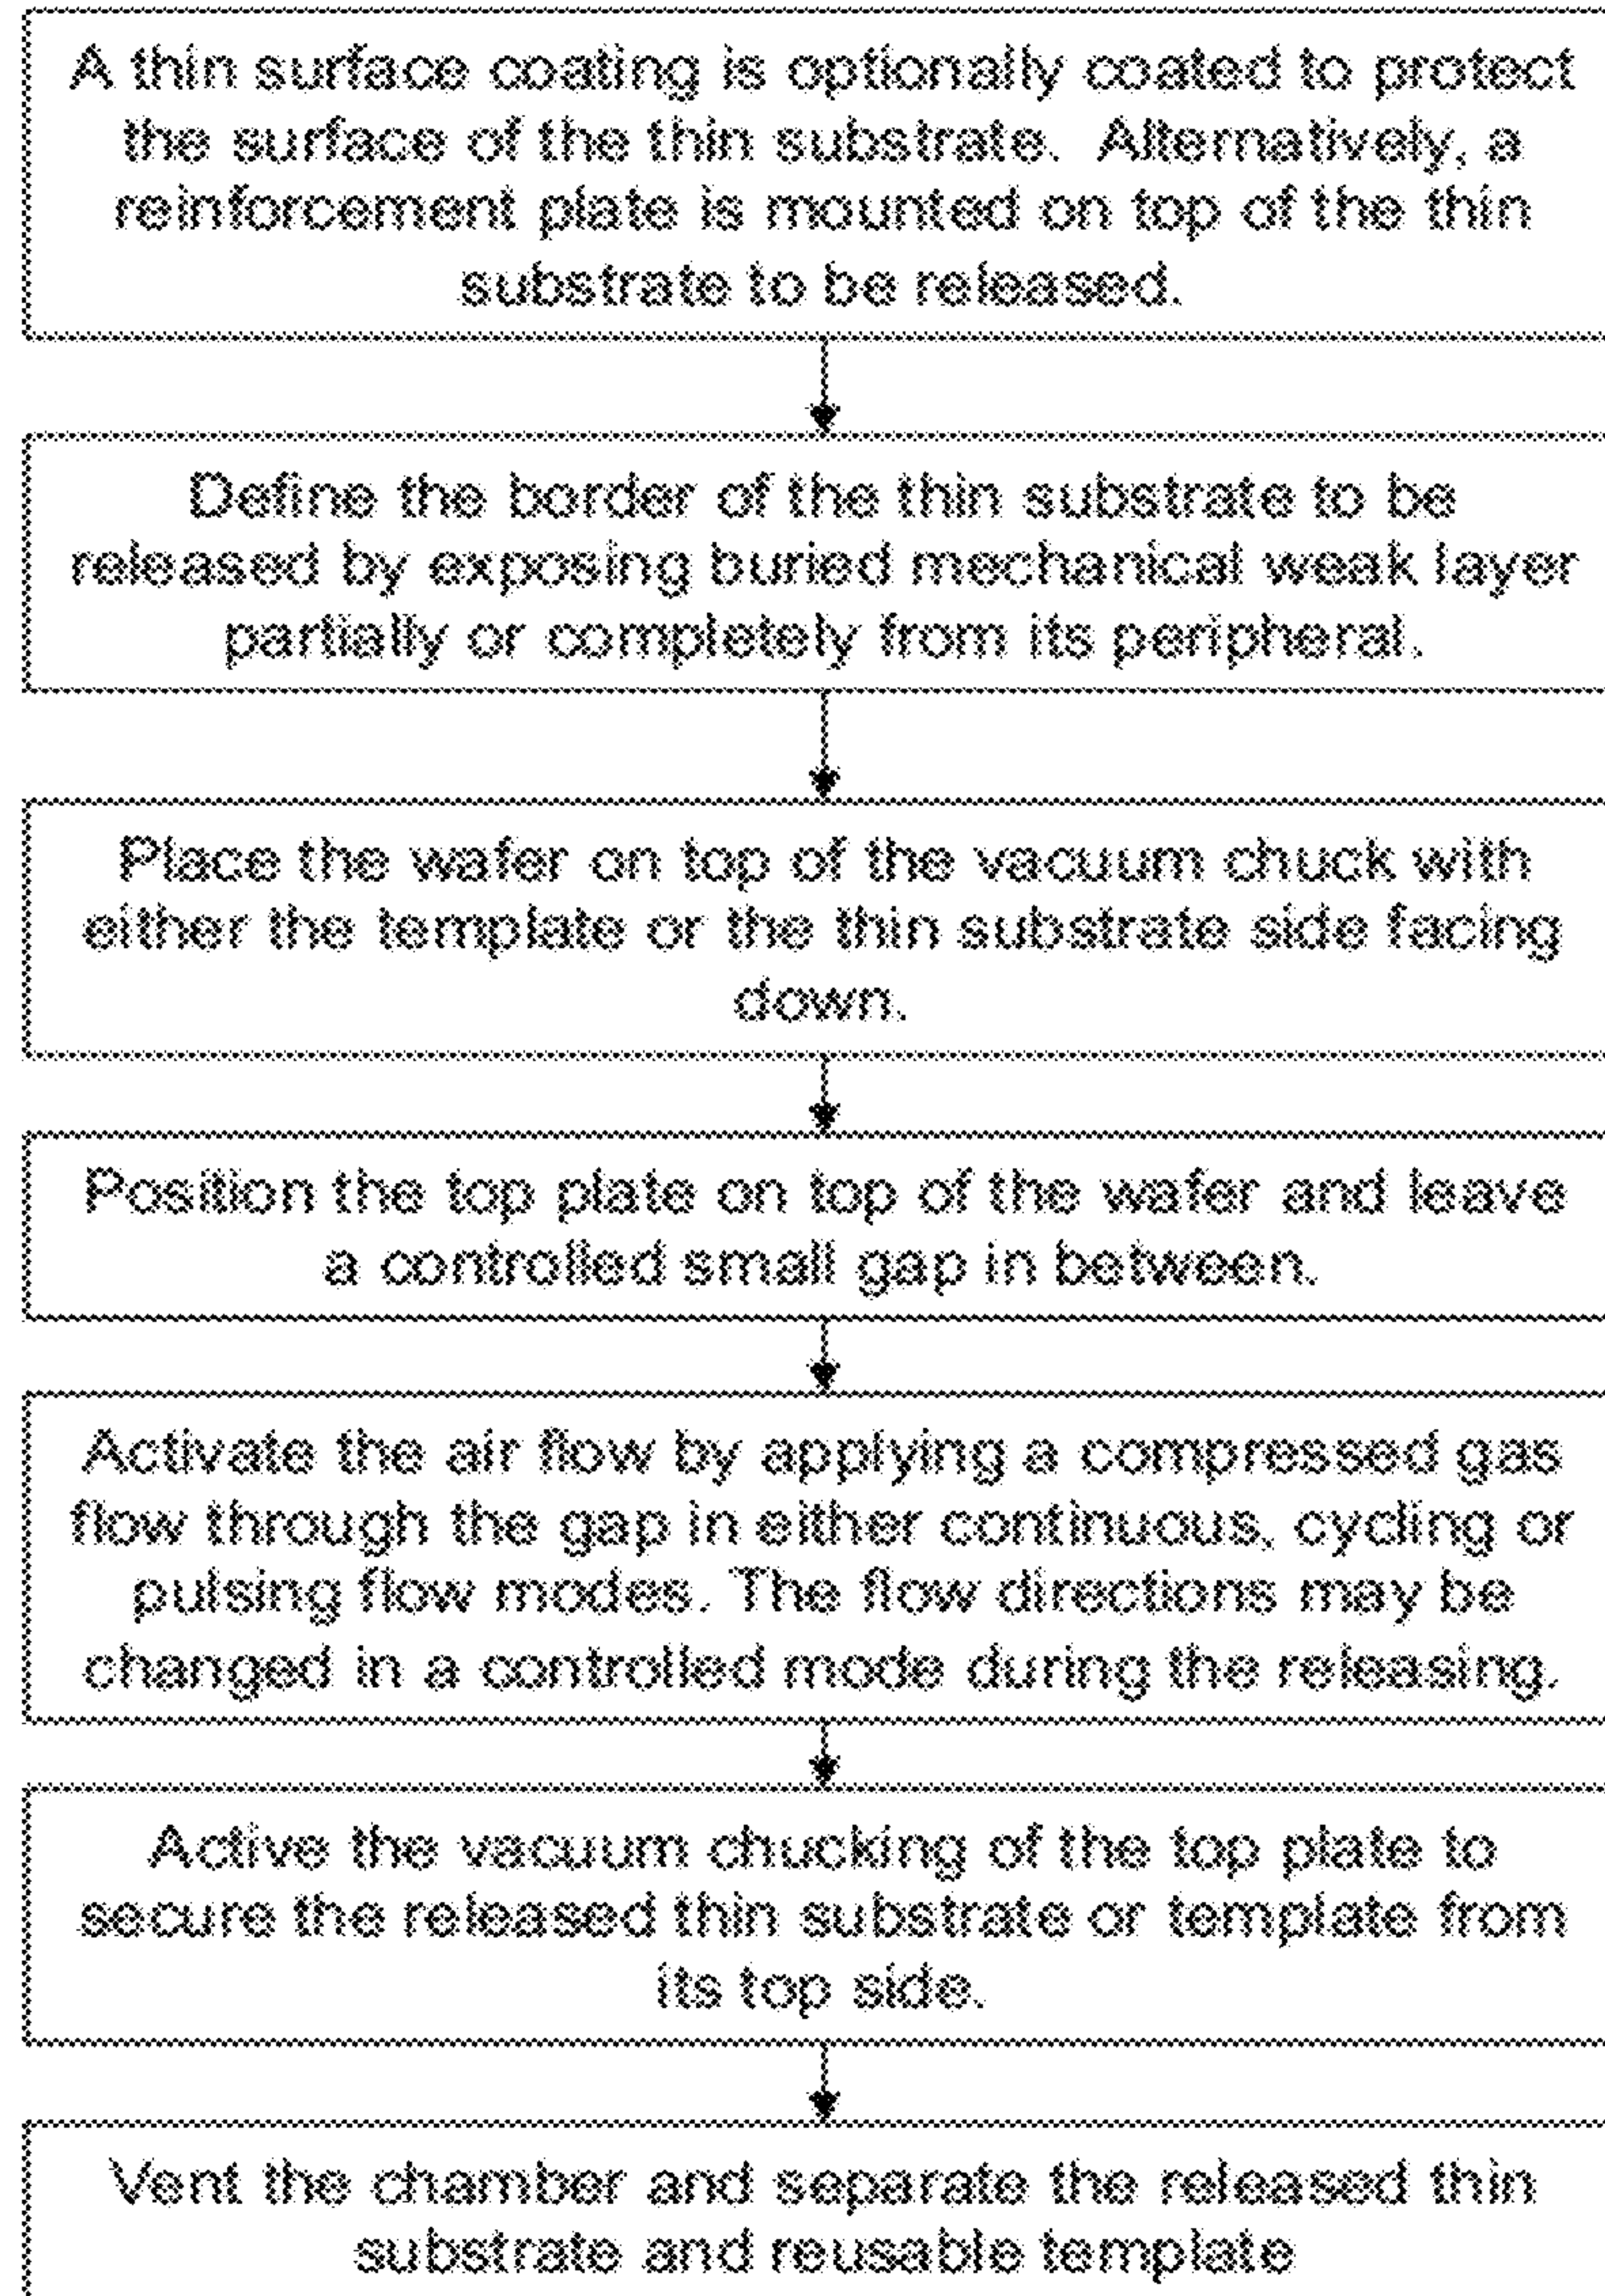 A thin surface coating is optionally coated to protect
the surface of the thin substrate. Alternatively, a
reinforcement plate is mounted on top of the thin
substrate to be released.
Define the border of the thin substrate to be
released by exposing buried mechanical weak layer
partially or completely from its peripheral.
Place the wafer on top of the vacuum chuck with
either the template or the thin substrate side facing
down.
Position the top plate on top of the wafer and leave
a controlled small gap in between.
Activate the air flow by applying a compressed gas
flow through the gap in either continuous, cycling or
pulsing flow modes. The flow directions may be
changed in a controlled mode during the releasing.
Active the vacuum chucking of the top plate to
secure the released thin substrate or template from
its top side.
Vent the chamber and separate the released thin
substrate and reusable template